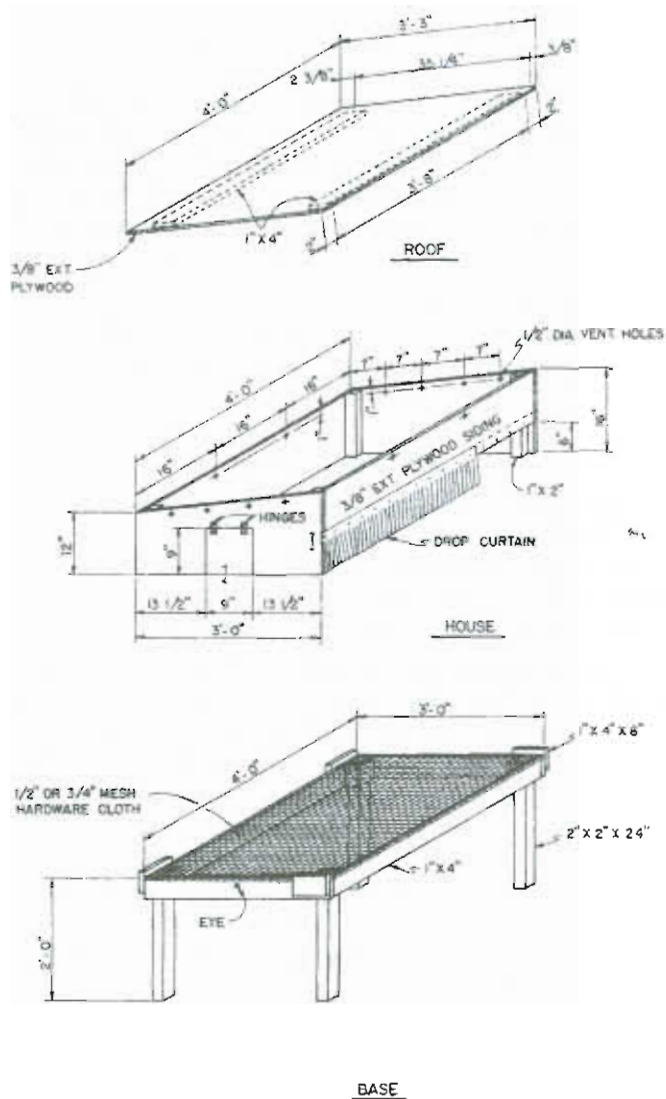 3'-3"
3/8"
2 3/8"
4'-0"
2"
3'-8"
1" X 4"
2"
3/8" EXT.
PLYWOOD
ROOF
1/2" DIA. VENT HOLES
7"
7"
7"
7"
4'-0"
16"
16"
16"
1"
1"
6"
3/8" EXT PLYWOOD SIDING
1" X 2"
HINGES
DROP CURTAIN
12"
9"
13 1/2"
9"
13 1/2"
3'-0"
HOUSE
3'-0"
1" X 4" X 8"
4'-0"
1/2" OR 3/4" MESH
HARDWARE CLOTH
2" X 2" X 24"
1" X 4"
EYE
2'-0"
BASE